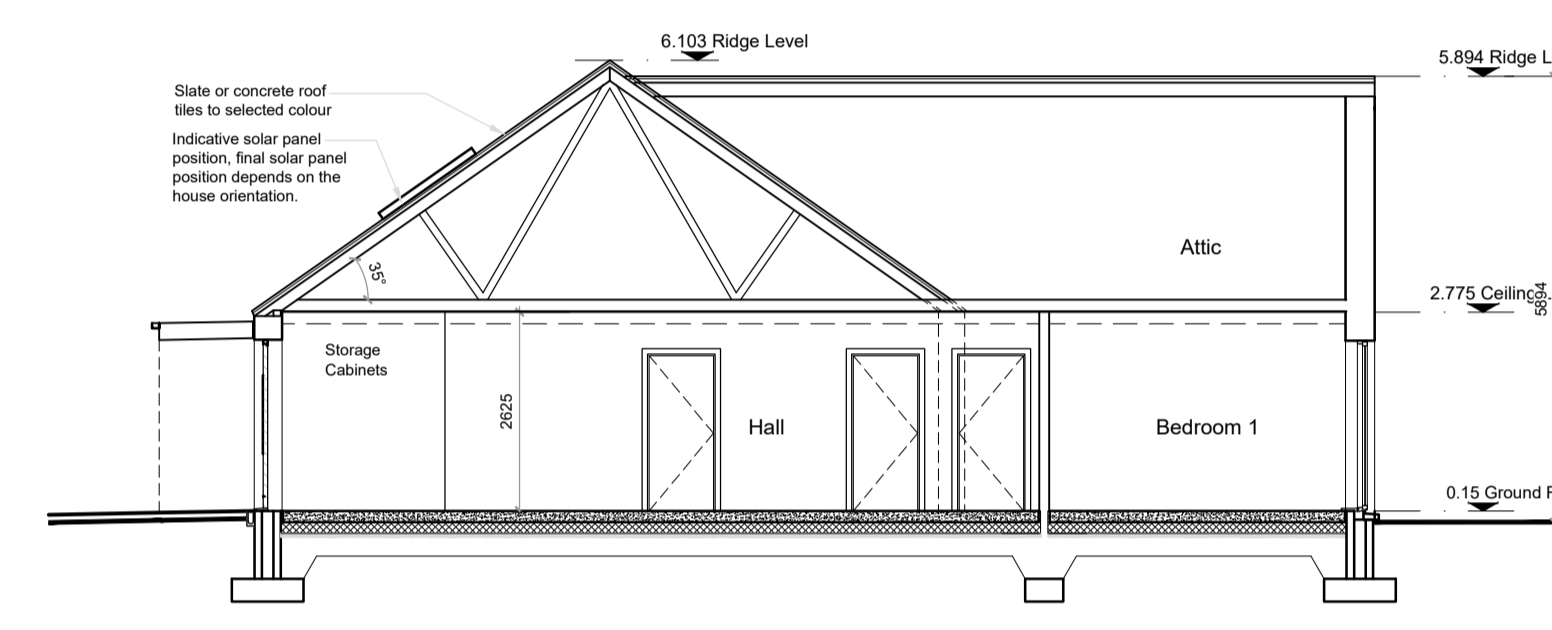 6.103 Ridge Level
5.894 Ridge L
Slate or concrete roof
tiles to selected colour
Indicative solar panel
position, final solar panel
position depends on the
house orientation.
35°
Attic
2.775 Ceiling
5894
Storage
Cabinets
2625
Hall
Bedroom 1
0.15 Ground F